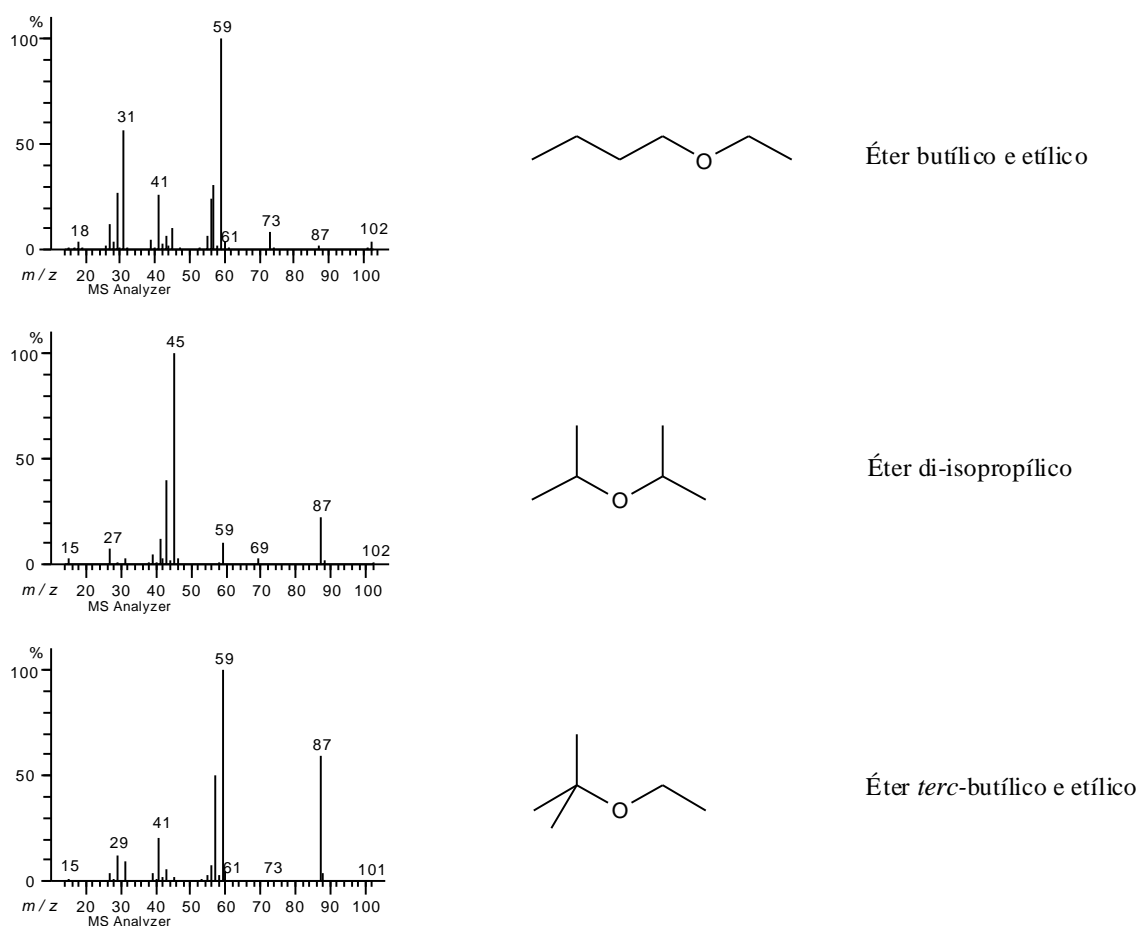 %
100
59
50
31
41
18
61
73
87
102
0
m / z 20 30 40 50 60 70 80 90 100
MS Analyzer
O
Éter butílico e etílico
%
100
45
50
87
15
27
59
69
102
0
m / z 20 30 40 50 60 70 80 90 100
MS Analyzer
O
Éter di-isopropílico
%
100
59
87
50
41
29
15
61
73
101
0
m / z 20 30 40 50 60 70 80 90 100
MS Analyzer
O
Éter terc-butílico e etílico